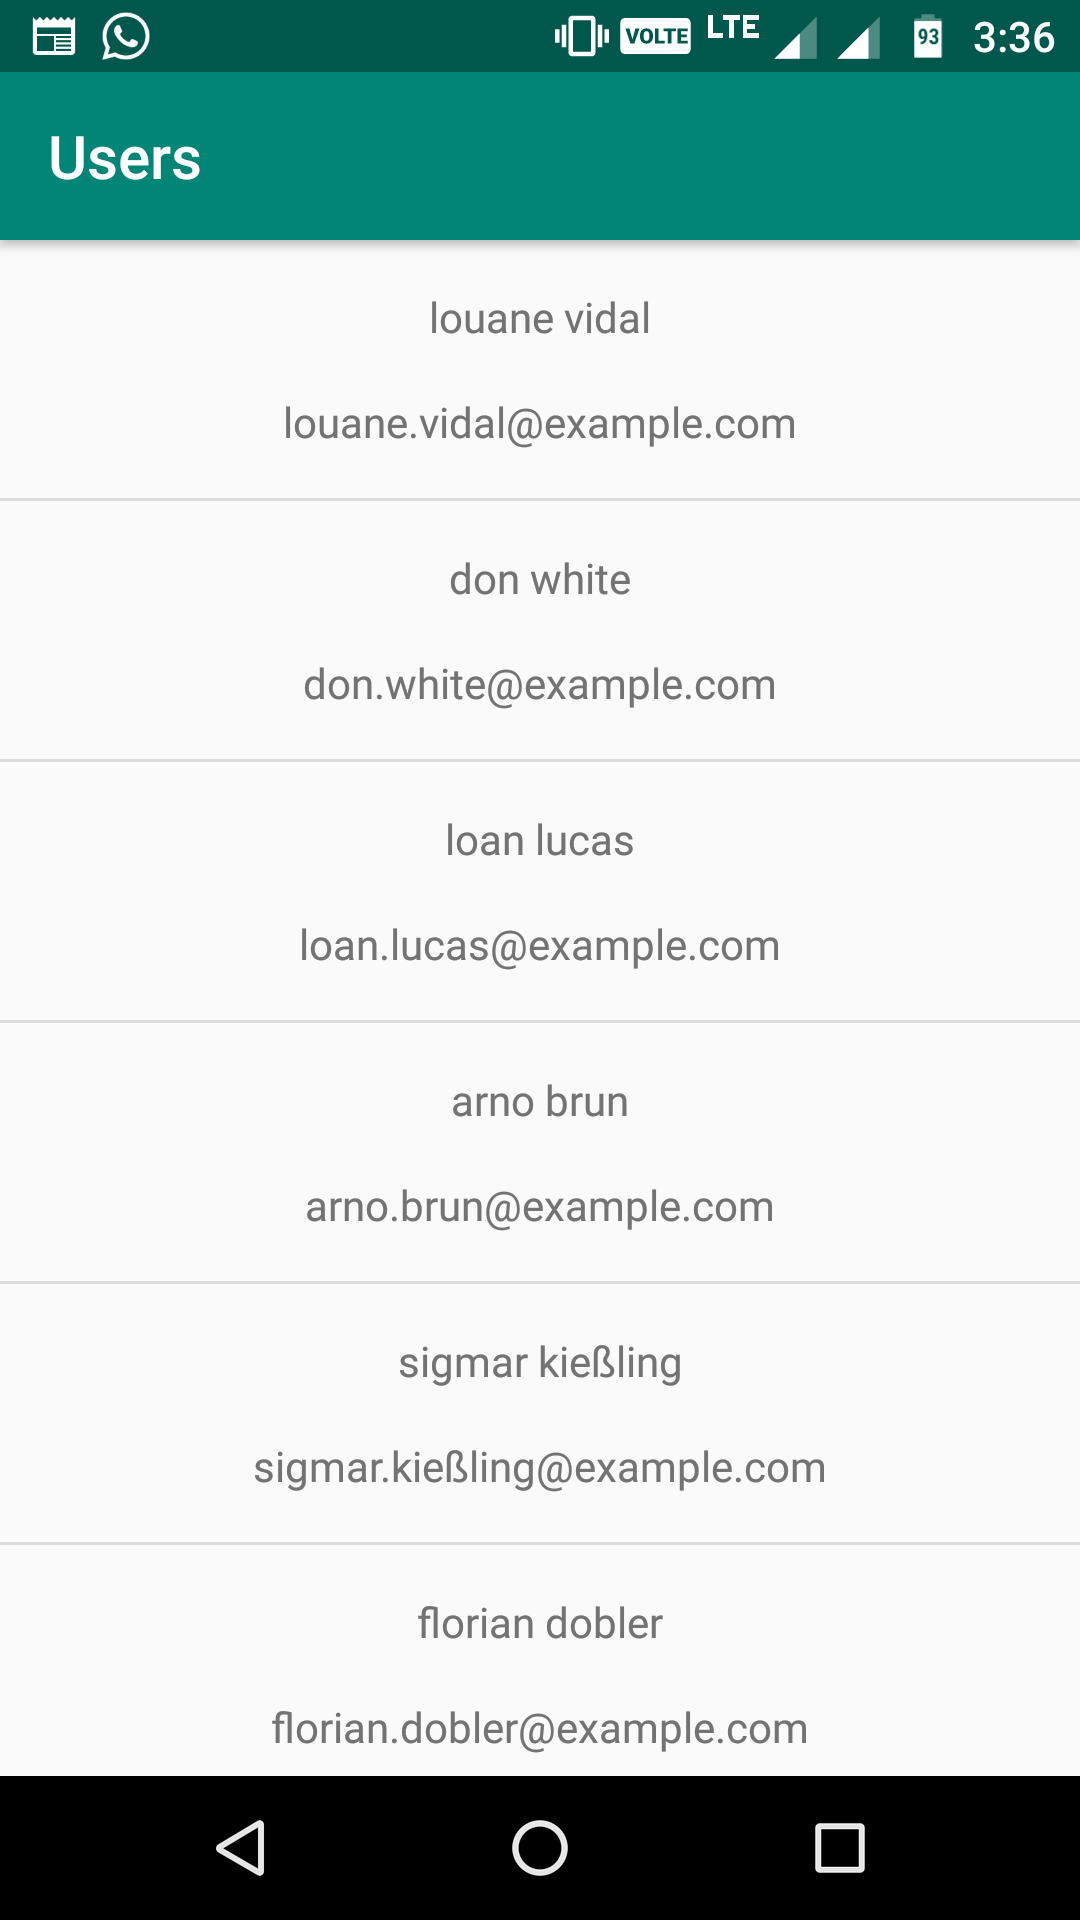 VOLTE LTE 93 3:36
Users
louane vidal
louane.vidal@example.com
don white
don.white@example.com
loan lucas
loan.lucas@example.com
arno brun
arno.brun@example.com
sigmar kießling
sigmar.kießling@example.com
florian dobler
florian.dobler@example.com